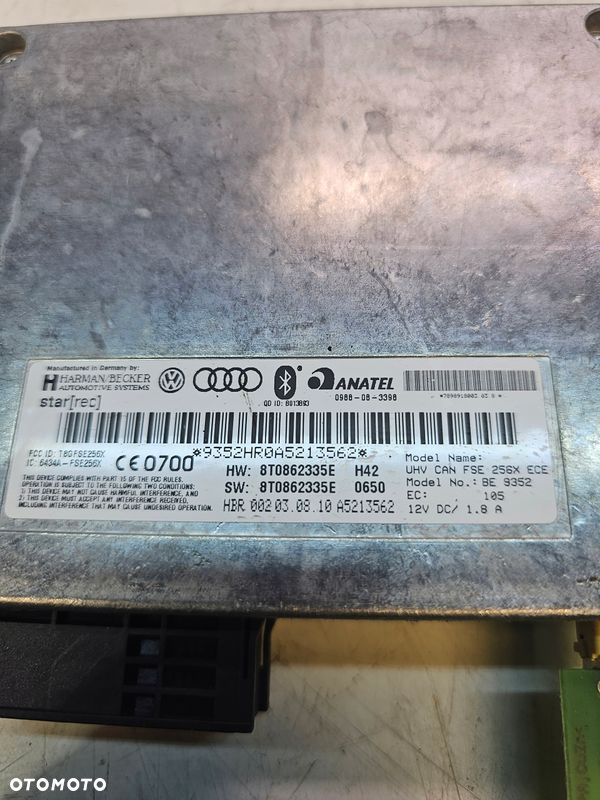 Manufactured in Germany by:
HARMAN/BECKER
AUTOMOTIVE SYSTEMS
star[rec]
QD ID: B013893
ANATEL
0988-08-3398
FCC ID: T8GFSE256X
IC: 6434A-FSE256X
CE 0700
*9352HR0A5213562*
HW: 8T0862335E H42
SW: 8T0862335E 0650
HBR 002 03.08.10 A5213562
Model Name:
UHV CAN FSE 256X ECE
Model No.: BE 9352
EC: 105
12V DC/ 1.8 A
THIS DEVICE COMPLIES WITH PART 15 OF THE FCC RULES.
OPERATION IS SUBJECT TO THE FOLLOWING TWO CONDITIONS:
1) THIS DEVICE MAY NOT CAUSE HARMFUL INTERFERENCE, AND
2) THIS DEVICE MUST ACCEPT ANY INTERFERENCE RECEIVED,
INCLUDING INTERFERENCE THAT MAY CAUSE UNDESIRED OPERATION.
OTOMOTO